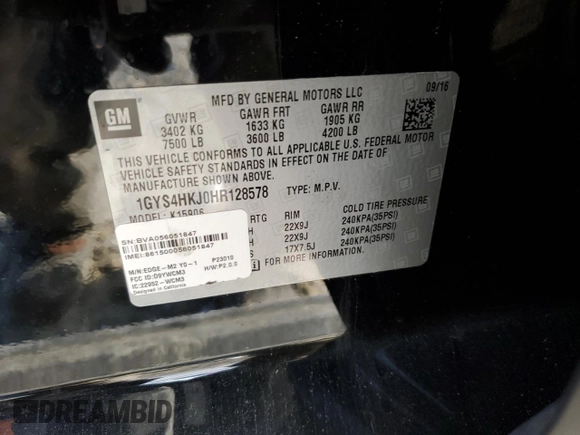 GM
MFD BY GENERAL MOTORS LLC
09/16
GVWR GAWR FRT GAWR RR
3402 KG 1633 KG 1905 KG
7500 LB 3600 LB 4200 LB
THIS VEHICLE CONFORMS TO ALL APPLICABLE U.S. FEDERAL MOTOR
VEHICLE SAFETY STANDARDS IN EFFECT ON THE DATE OF
MANUFACTURE SHOWN ABOVE.
1GYS4HKJ0HR128578 TYPE: M.P.V.
MODEL: K15906
RTG RIM COLD TIRE PRESSURE
22X9J 240KPA(35PSI)
22X9J 240KPA(35PSI)
17X7.5J 240KPA(35PSI)
SN:BVA056051847
IMEI:861500056051847
M/N:EDGE-M2 Y0-1 P23010
FCC ID:D9YWCM3 H/W:P2.0.0
IC:22902-WCM3
Designed in California
DREAMBID